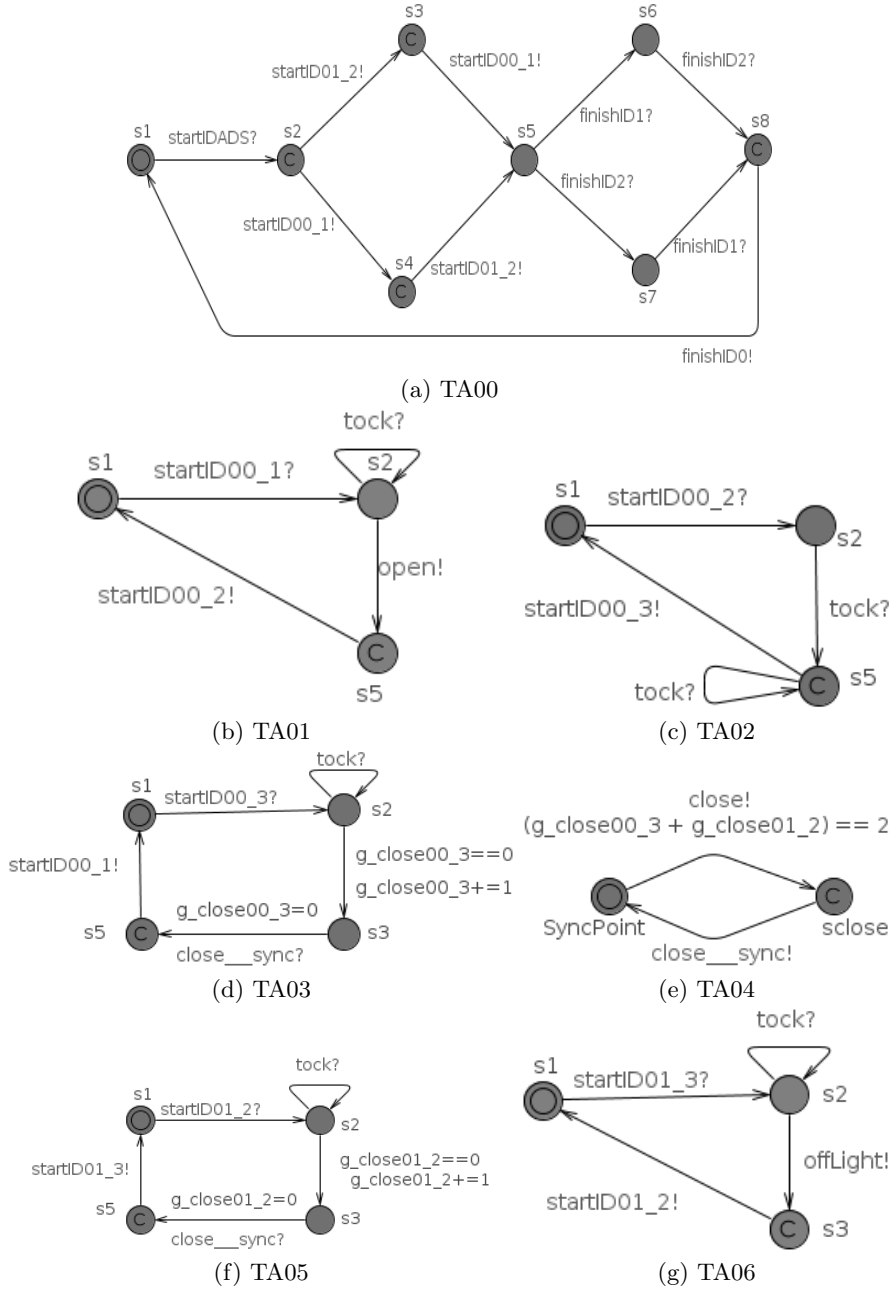 s3
s6
startID01_2!
startID00_1!
finishID2?
s1
startIDADS?
s2
s5
finishID1?
s8
C
C
C
finishID2?
startID00_1!
s4
startID01_2!
finishID1?
C
s7
finishID0!
(a) TA00
tock?
s1
startID00_1?
s2
open!
startID00_2!
C
s5
(b) TA01
s1
startID00_2?
s2
startID00_3!
tock?
tock?
C
s5
(c) TA02
tock?
s1
startID00_3?
s2
startID00_1!
g_close00_3==0
g_close00_3+=1
g_close00_3=0
s5
C
s3
close__sync?
(d) TA03
close!
(g_close00_3 + g_close01_2) == 2
C
SyncPoint
sclose
close__sync!
(e) TA04
tock?
s1
startID01_2?
s2
startID01_3!
g_close01_2==0
g_close01_2+=1
s5
g_close01_2=0
C
s3
close__sync?
(f) TA05
tock?
s1
startID01_3?
s2
offLight!
startID01_2!
C
s3
(g) TA06